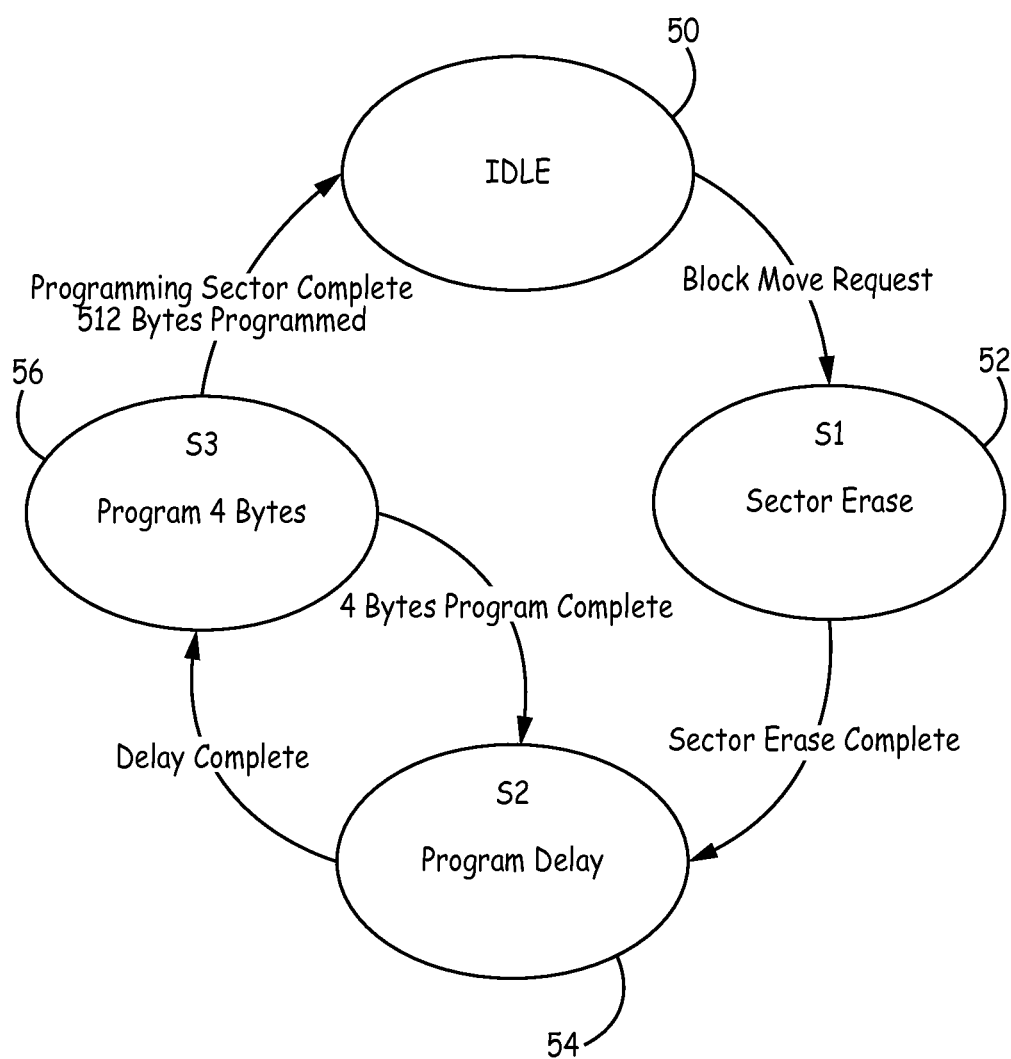 50
IDLE
Block Move Request
Programming Sector Complete
512 Bytes Programmed
52
56
S1
Sector Erase
S3
Program 4 Bytes
4 Bytes Program Complete
Sector Erase Complete
Delay Complete
S2
Program Delay
54